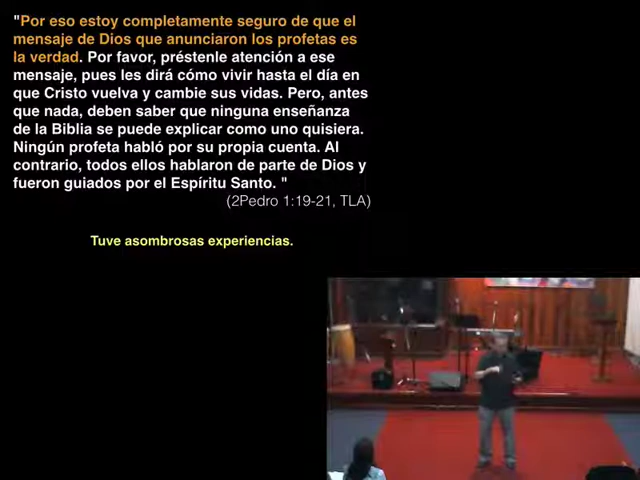 "Por eso estoy completamente seguro de que el
mensaje de Dios que anunciaron los profetas es
la verdad. Por favor, préstenle atención a ese
mensaje, pues les dirá cómo vivir hasta el día en
que Cristo vuelva y cambie sus vidas. Pero, antes
que nada, deben saber que ninguna enseñanza
de la Biblia se puede explicar como uno quisiera.
Ningún profeta habló por su propia cuenta. Al
contrario, todos ellos hablaron de parte de Dios y
fueron guiados por el Espíritu Santo. "
(2Pedro 1:19-21, TLA)
Tuve asombrosas experiencias.